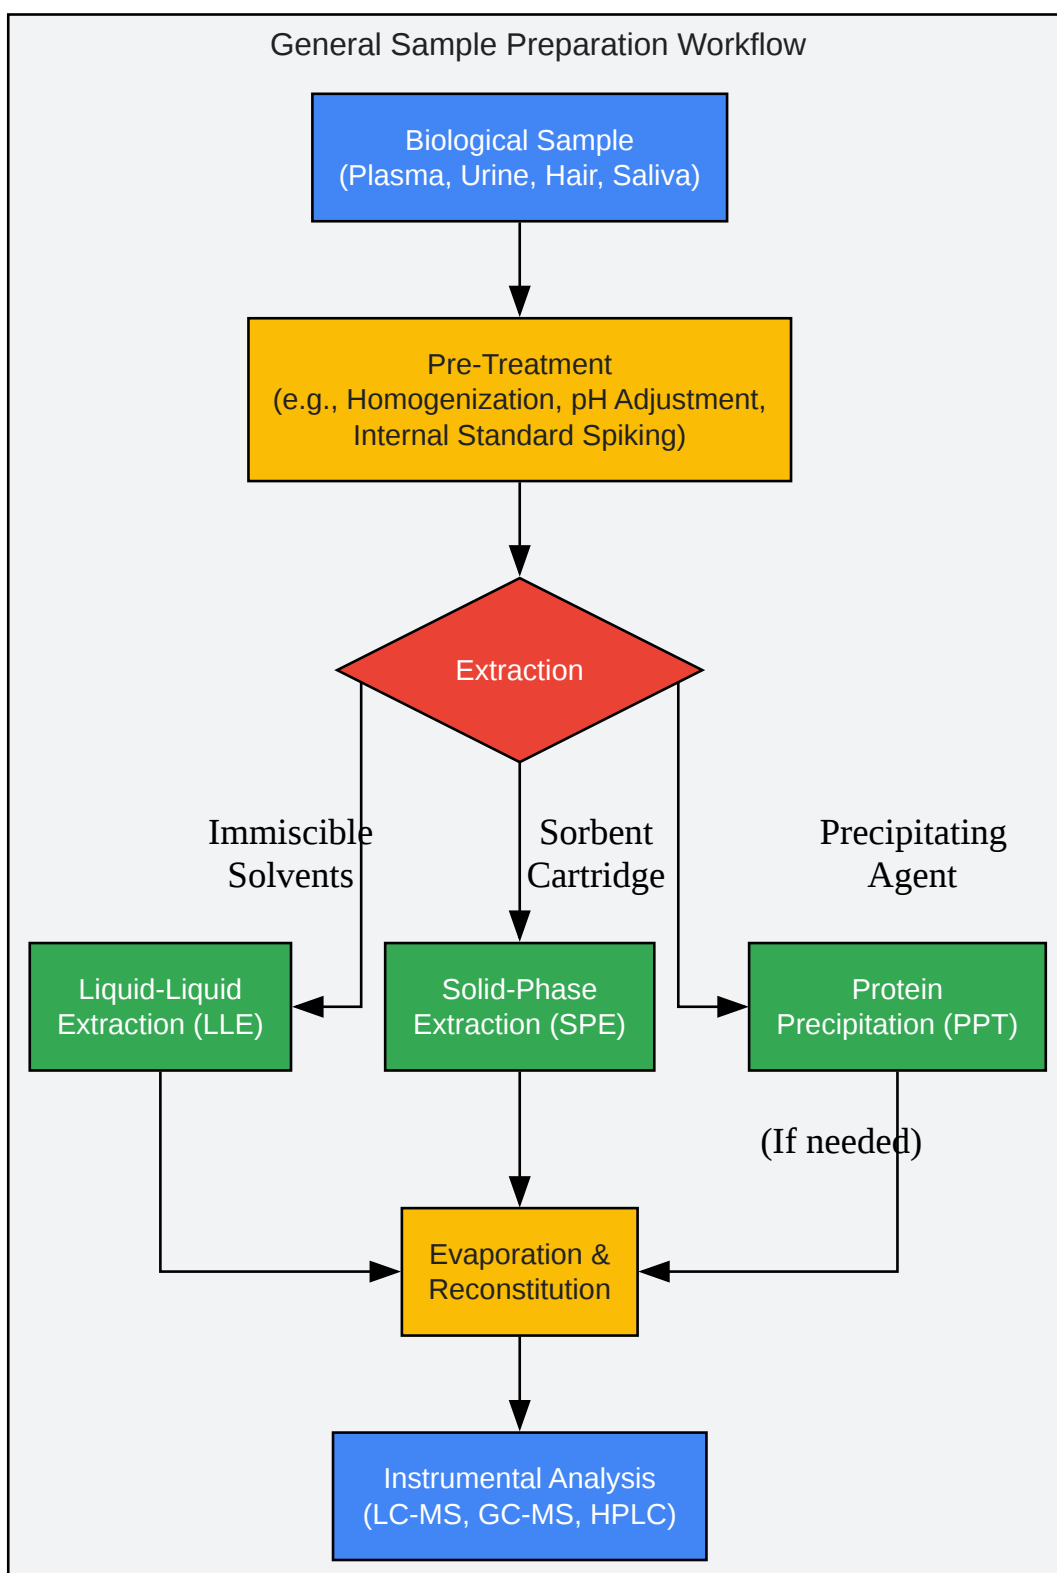 General Sample Preparation Workflow
Biological Sample
(Plasma, Urine, Hair, Saliva)
Pre-Treatment
(e.g., Homogenization, pH Adjustment,
Internal Standard Spiking)
Extraction
Immiscible
Solvents
Sorbent
Cartridge
Precipitating
Agent
Liquid-Liquid
Extraction (LLE)
Solid-Phase
Extraction (SPE)
Protein
Precipitation (PPT)
(If needed)
Evaporation &
Reconstitution
Instrumental Analysis
(LC-MS, GC-MS, HPLC)